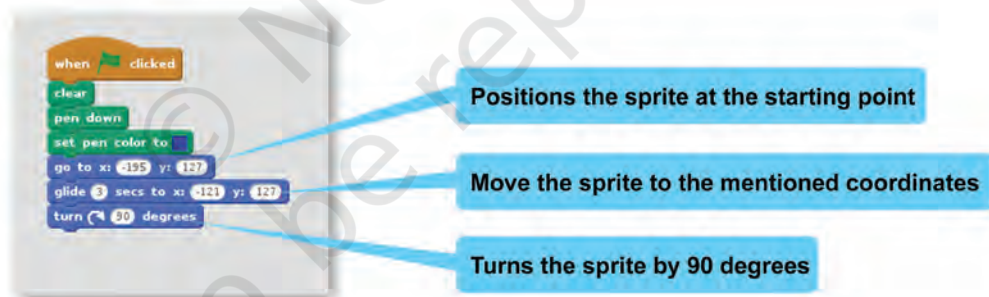 when clicked
clear
pen down
set pen color to
go to x: -195 y: 127
glide 3 secs to x: -121 y: 127
turn 90 degrees
Positions the sprite at the starting point
Move the sprite to the mentioned coordinates
Turns the sprite by 90 degrees